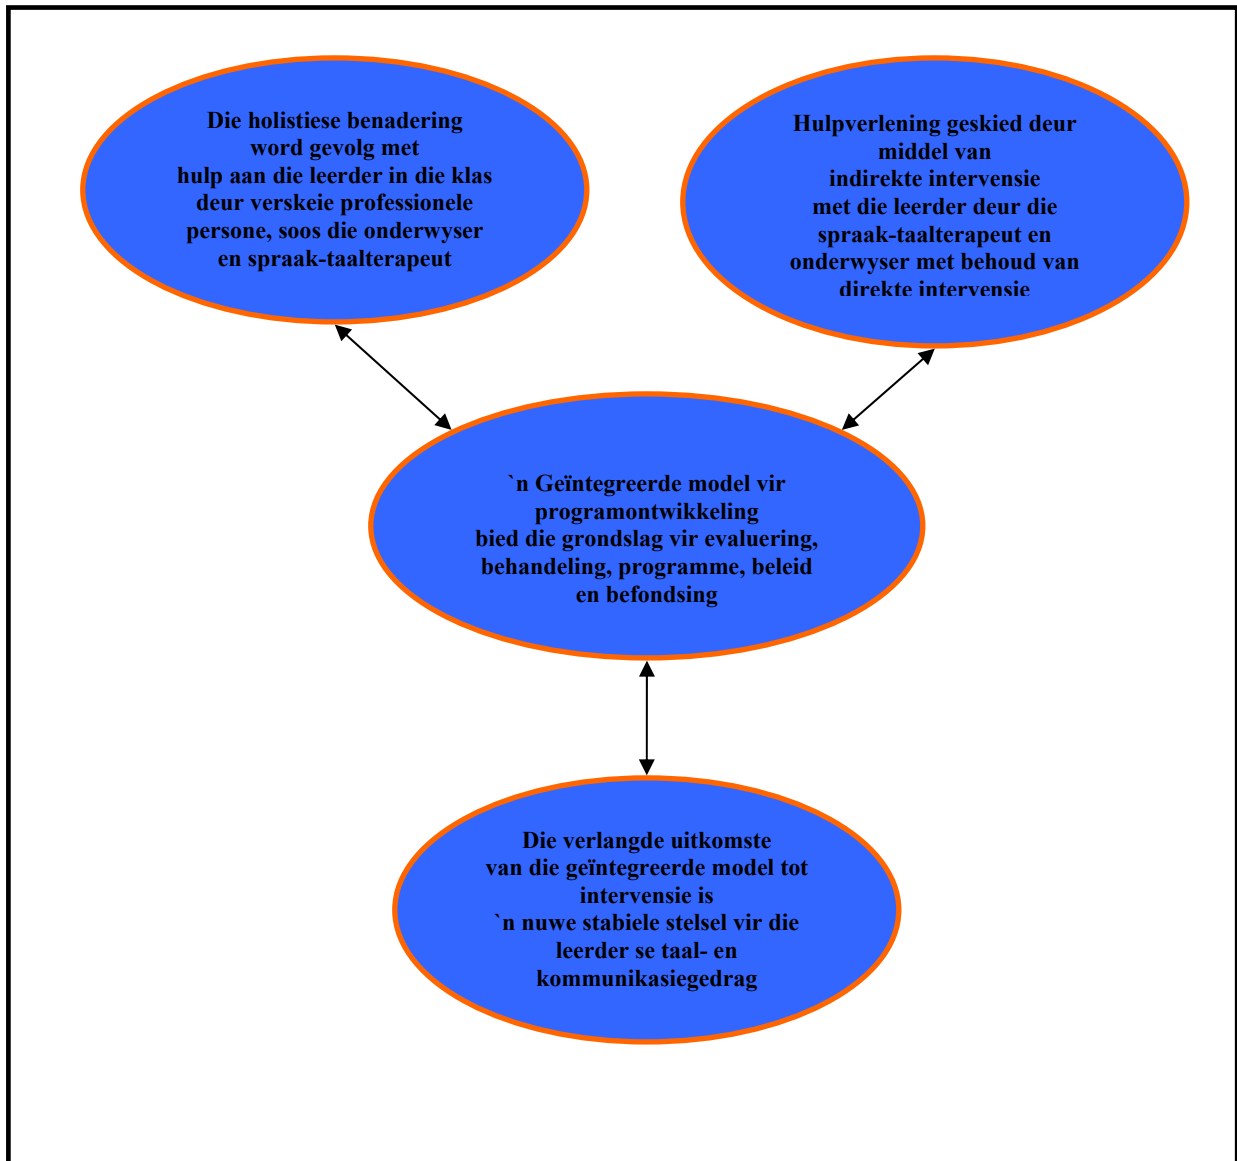 Die holistiese benadering
word gevolg met
hulp aan die leerder in die klas
deur verskeie professionele
persone, soos die onderwyser
en spraak-taalterapeut
Hulpverlening geskied deur
middel van
indirekte intervensie
met die leerder deur die
spraak-taalterapeut en
onderwyser met behoud van
direkte intervensie
`n Geïntegreerde model vir
programontwikkeling
bied die grondslag vir evaluering,
behandeling, programme, beleid
en befondsing
Die verlangde uitkomste
van die geïntegreerde model tot
intervensie is
`n nuwe stabiele stelsel vir die
leerder se taal- en
kommunikasiegedrag